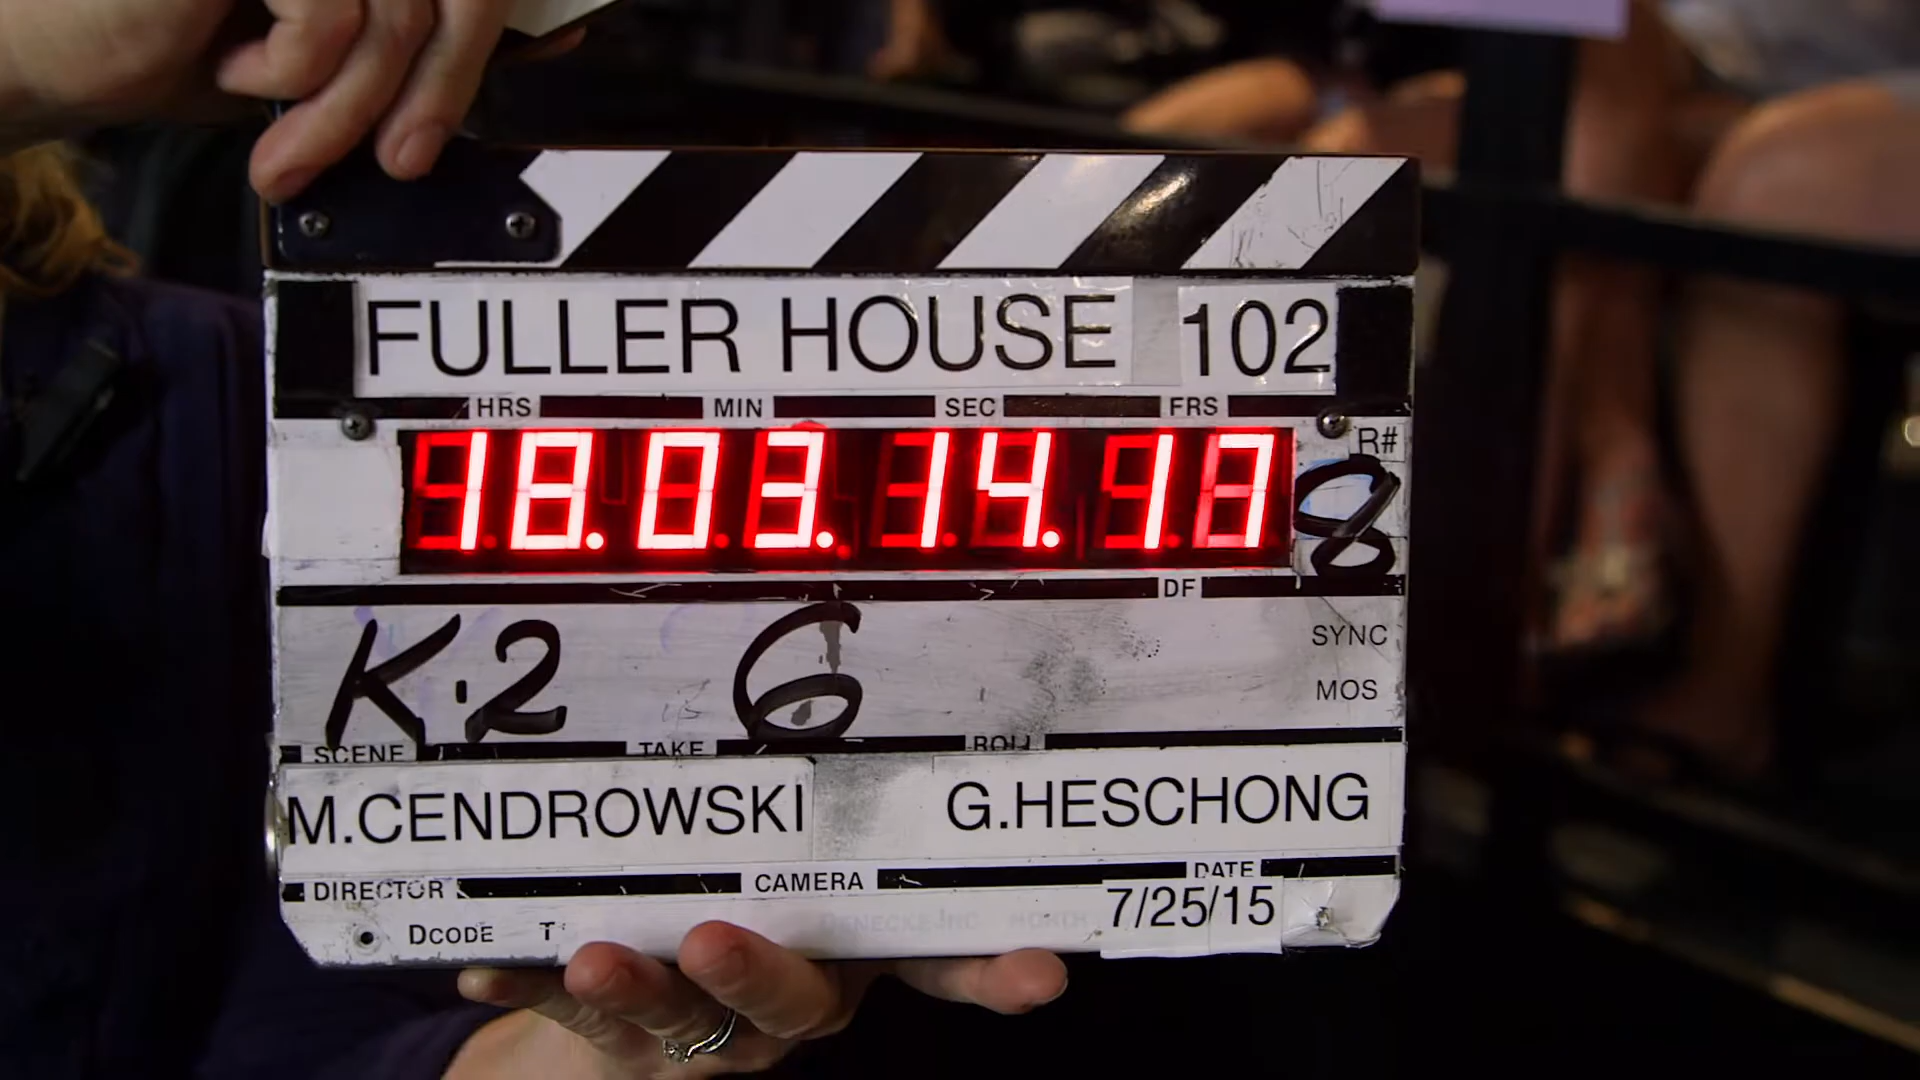 FULLER HOUSE 102
HRS MIN SEC FRS
18.03.14.17
R#
8
DF
K.2 6
SYNC
MOS
SCENE TAKE ROLL
M.CENDROWSKI G.HESCHONG
DIRECTOR CAMERA DATE
7/25/15
DCODE